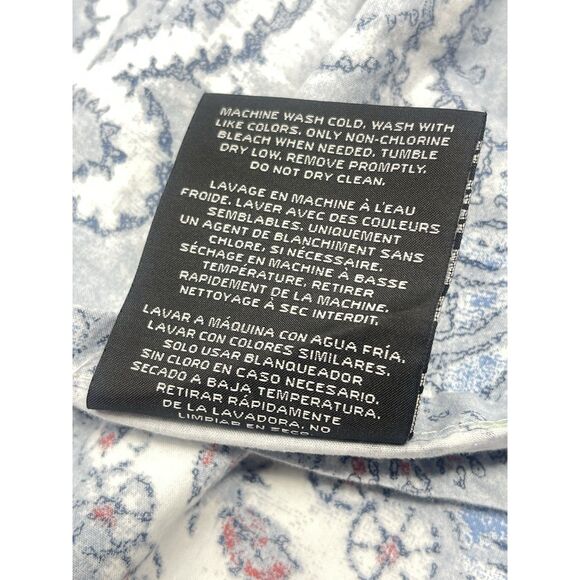 MACHINE WASH COLD, WASH WITH
LIKE COLORS, ONLY NON-CHLORINE
BLEACH WHEN NEEDED, TUMBLE
DRY LOW, REMOVE PROMPTLY,
DO NOT DRY CLEAN.
LAVAGE EN MACHINE À L'EAU
FROIDE, LAVER AVEC DES COULEURS
SEMBLABLES, UNIQUEMENT
UN AGENT DE BLANCHIMENT SANS
CHLORE, SI NÉCESSAIRE,
SÉCHAGE EN MACHINE À BASSE
TEMPÉRATURE, RETIRER
RAPIDEMENT DE LA MACHINE,
NETTOYAGE À SEC INTERDIT.
LAVAR A MÁQUINA CON AGUA FRÍA,
LAVAR CON COLORES SIMILARES,
SOLO USAR BLANQUEADOR
SIN CLORO EN CASO NECESARIO,
SECADO A BAJA TEMPERATURA,
RETIRAR RÁPIDAMENTE
DE LA LAVADORA, NO
LIMPIAR EN SECO.